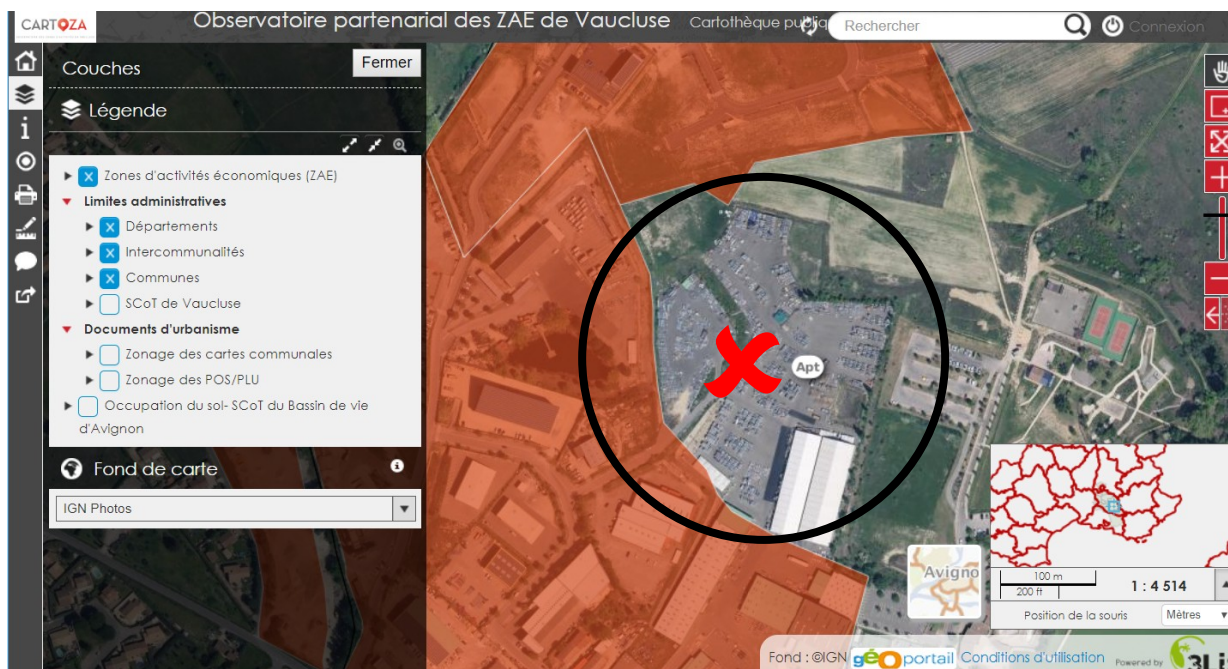 CARTOZA
Observatoire partenarial des ZAE de Vaucluse
Cartothèque
Rechercher
Connexion
Couches
Fermer
Légende
Zones d'activités économiques (ZAE)
Limites administratives
Départements
Intercommunalités
Communes
SCoT de Vaucluse
Documents d'urbanisme
Zonage des cartes communales
Zonage des POS/PLU
Occupation du sol- SCoT du Bassin de vie
d'Avignon
Fond de carte
IGN Photos
Apt
Avigno
100 m
200 ft
1 : 4 514
Position de la souris
Mètres
Fond : ©IGN géoportail Conditions d'utilisation Powered by 3Li